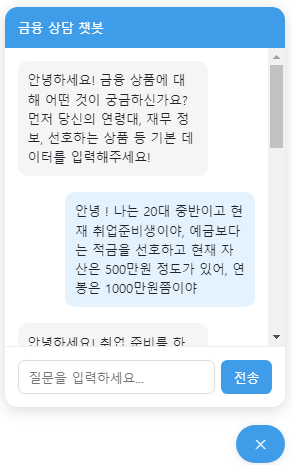 금융 상담 챗봇
안녕하세요! 금융 상품에 대
해 어떤 것이 궁금하신가요?
먼저 당신의 연령대, 재무 정
보, 선호하는 상품 등 기본 데
이터를 입력해주세요!
안녕 ! 나는 20대 중반이고 현
재 취업준비생이야, 예금보다
는 적금을 선호하고 현재 자
산은 500만원 정도가 있어, 연
봉은 1000만원쯤이야
안녕하세요! 취업 준비를 하
질문을 입력하세요...
전송